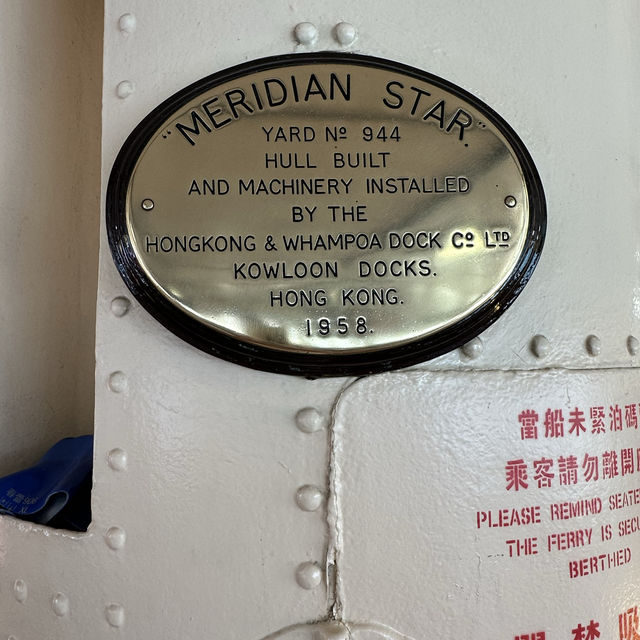 "MERIDIAN STAR."
YARD Nº 944
HULL BUILT
AND MACHINERY INSTALLED
BY THE
HONGKONG & WHAMPOA DOCK Cº LTD
KOWLOON DOCKS.
HONG KONG.
1958.
當船未緊泊碼
乘客請勿離開
PLEASE REMIND SEATE
THE FERRY IS SECU
BERTHED